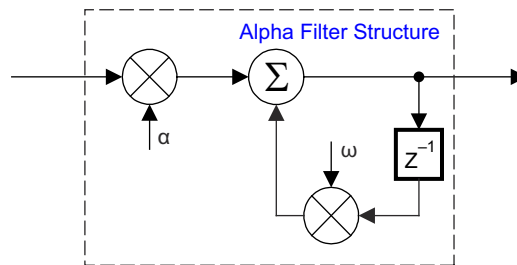 Alpha Filter Structure
Σ
α
ω
z⁻¹